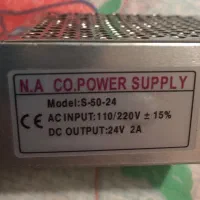 N.A CO.POWER SUPPLY
Model:S-50-24
CE AC INPUT:110/220V ± 15%
DC OUTPUT:24V 2A